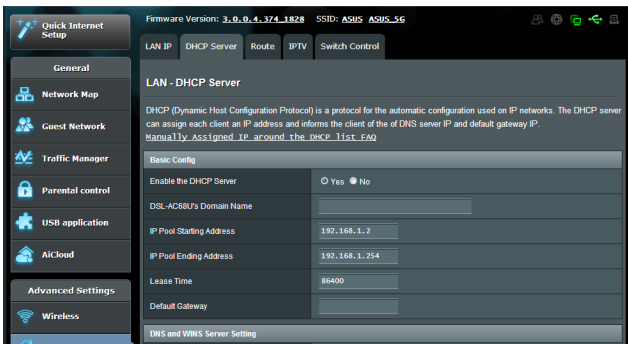 Quick Internet
Setup
General
Network Map
Guest Network
Traffic Manager
Parental control
USB application
AiCloud
Advanced Settings
Wireless
Firmware Version: 3.0.0.4.374_1828 SSID: ASUS ASUS_5G
LAN IP DHCP Server Route IPTV Switch Control
LAN - DHCP Server
DHCP (Dynamic Host Configuration Protocol) is a protocol for the automatic configuration used on IP networks. The DHCP server
can assign each client an IP address and informs the client of the of DNS server IP and default gateway IP.
Manually Assigned IP around the DHCP list FAQ
Basic Config
Enable the DHCP Server Yes No
DSL-AC68U's Domain Name
IP Pool Starting Address 192.168.1.2
IP Pool Ending Address 192.168.1.254
Lease Time 86400
Default Gateway
DNS and WINS Server Setting